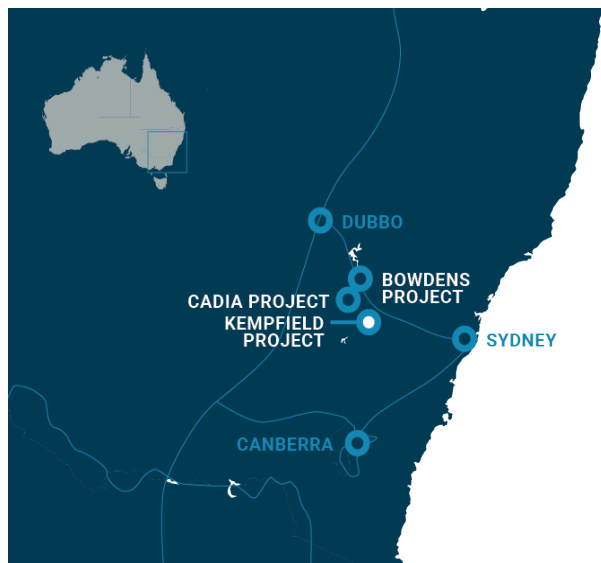 DUBBO
BOWDENS
PROJECT
CADIA PROJECT
KEMPFIELD
PROJECT
SYDNEY
CANBERRA